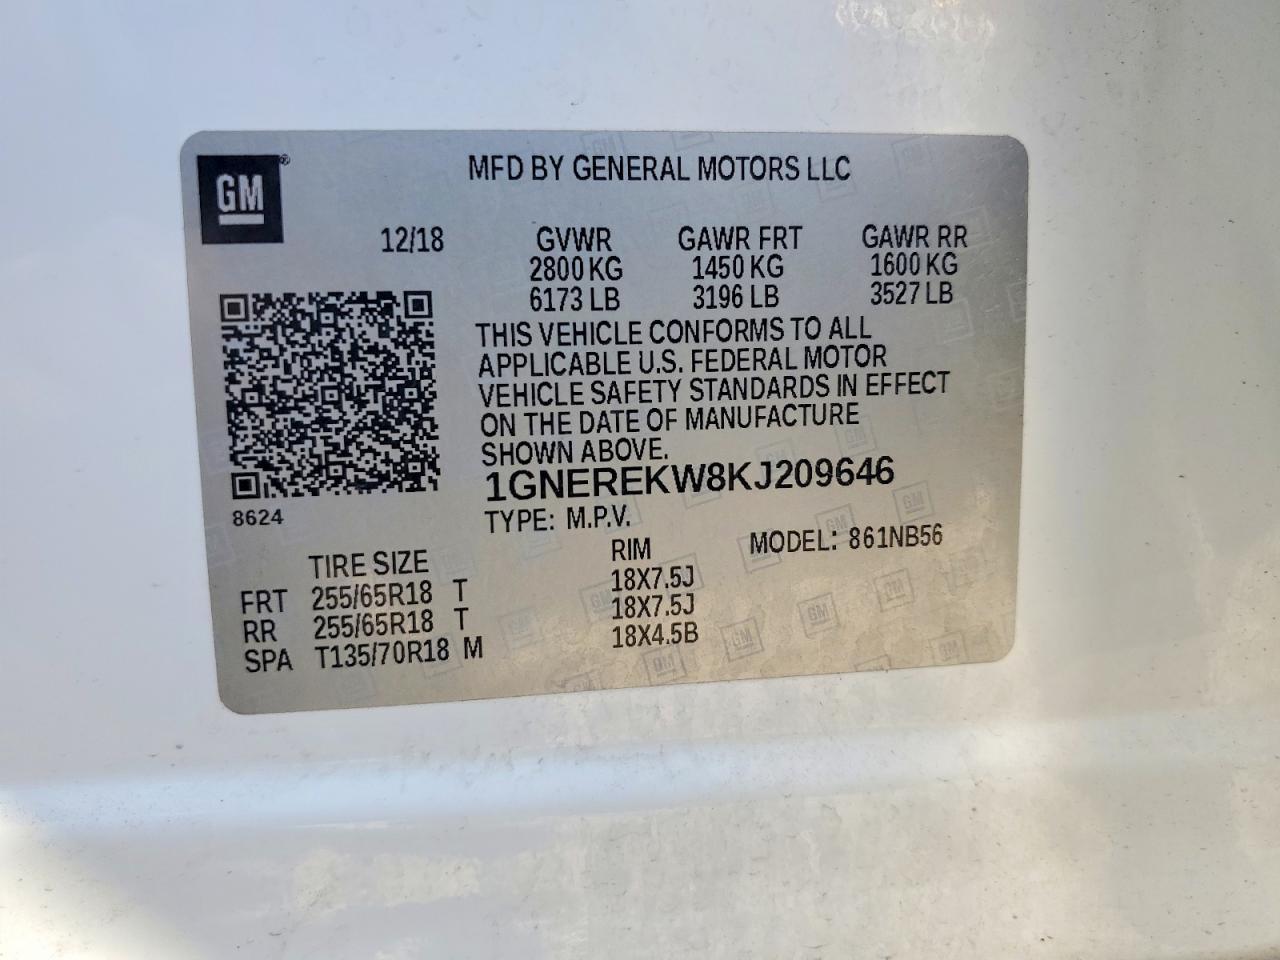 GM®
MFD BY GENERAL MOTORS LLC
12/18 GVWR GAWR FRT GAWR RR
2800 KG 1450 KG 1600 KG
6173 LB 3196 LB 3527 LB
THIS VEHICLE CONFORMS TO ALL
APPLICABLE U.S. FEDERAL MOTOR
VEHICLE SAFETY STANDARDS IN EFFECT
ON THE DATE OF MANUFACTURE
SHOWN ABOVE.
1GNEREKW8KJ209646
8624
TYPE: M.P.V. MODEL: 861NB56
TIRE SIZE RIM
FRT 255/65R18 T 18X7.5J
RR 255/65R18 T 18X7.5J
SPA T135/70R18 M 18X4.5B